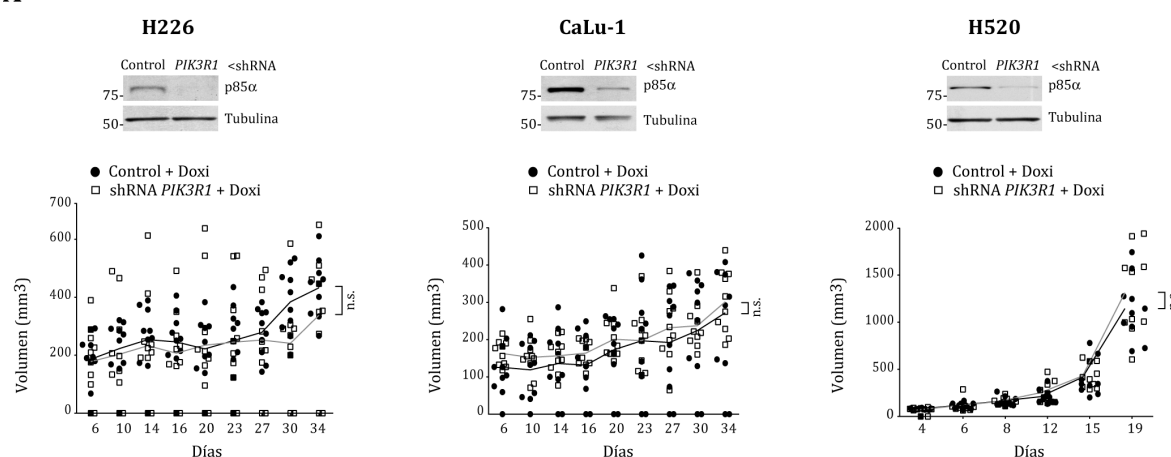 H226
Control PIK3R1 <shRNA
75-
p85α
50-
Tubulina
● Control + Doxi
□ shRNA PIK3R1 + Doxi
Volumen (mm3)
700
600
400
200
0
6 10 14 16 20 23 27 30 34
Días
n.s.
CaLu-1
Control PIK3R1 <shRNA
75-
p85α
50-
Tubulina
● Control + Doxi
□ shRNA PIK3R1 + Doxi
Volumen (mm3)
500
400
300
200
100
0
6 10 14 16 20 23 27 30 34
Días
n.s.
H520
Control PIK3R1 <shRNA
75-
p85α
50-
Tubulina
● Control + Doxi
□ shRNA PIK3R1 + Doxi
Volumen (mm3)
2000
1500
1000
500
0
4 6 8 12 15 19
Días